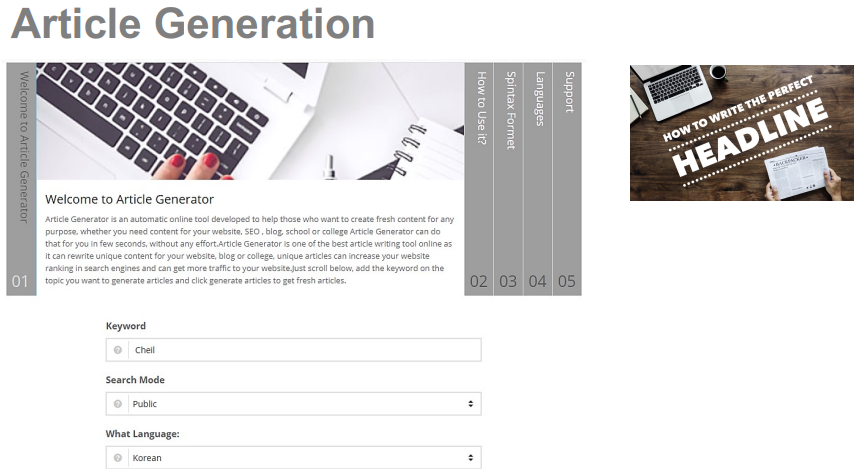 Article Generation
Welcome to Article Generator
01
Welcome to Article Generator
Article Generator is an automatic online tool developed to help those who want to create fresh content for any
purpose, whether you need content for your website, SEO , blog, school or college Article Generator can do
that for you in few seconds, without any effort.Article Generator is one of the best article writing tool online as
it can rewrite unique content for your website, blog or college, unique articles can increase your website
ranking in search engines and can get more traffic to your website.Just scroll below, add the keyword on the
topic you want to generate articles and click generate articles to get fresh articles.
How to Use it?
02
Spintax Formet
03
Languages
04
Support
05
HOW TO WRITE THE PERFECT
HEADLINE
Keyword
Cheil
Search Mode
Public
What Language:
Korean